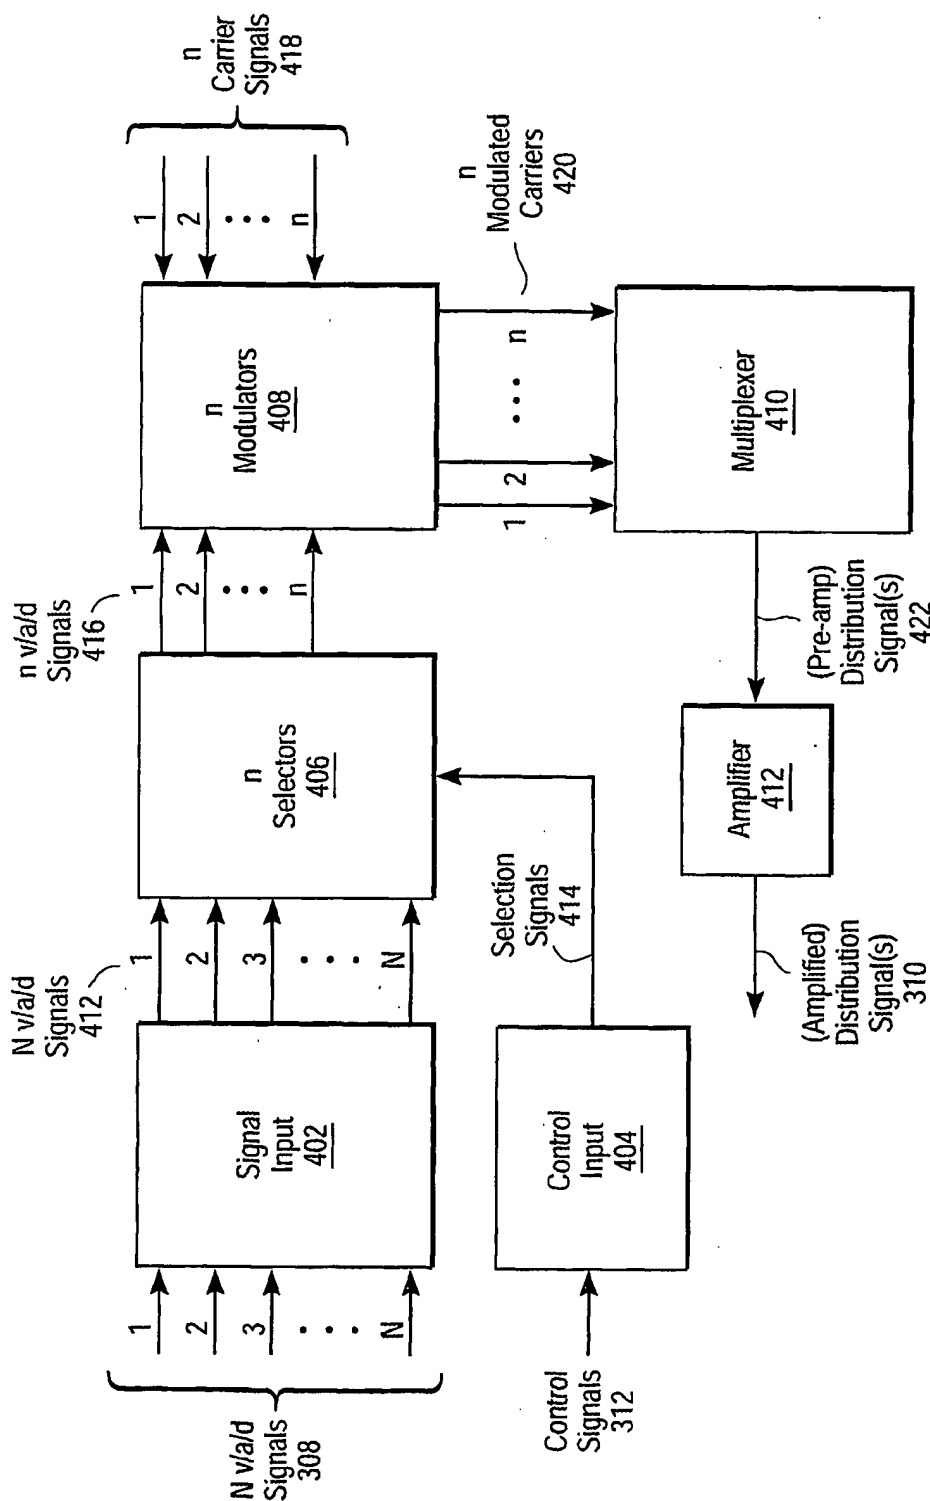 N v/a/d
Signals
308
1
2
3
. . .
N
Signal
Input
402
N v/a/d
Signals
412
1
2
3
. . .
N
n
Selectors
406
n v/a/d
Signals
416
1
2
• • •
n
n
Modulators
408
1
2
• • •
n
n
Carrier
Signals
418
Control
Signals
312
Control
Input
404
Selection
Signals
414
1
2
• • •
n
n
Modulated
Carriers
420
Multiplexer
410
(Pre-amp)
Distribution
Signal(s)
422
Amplifier
412
(Amplified)
Distribution
Signal(s)
310